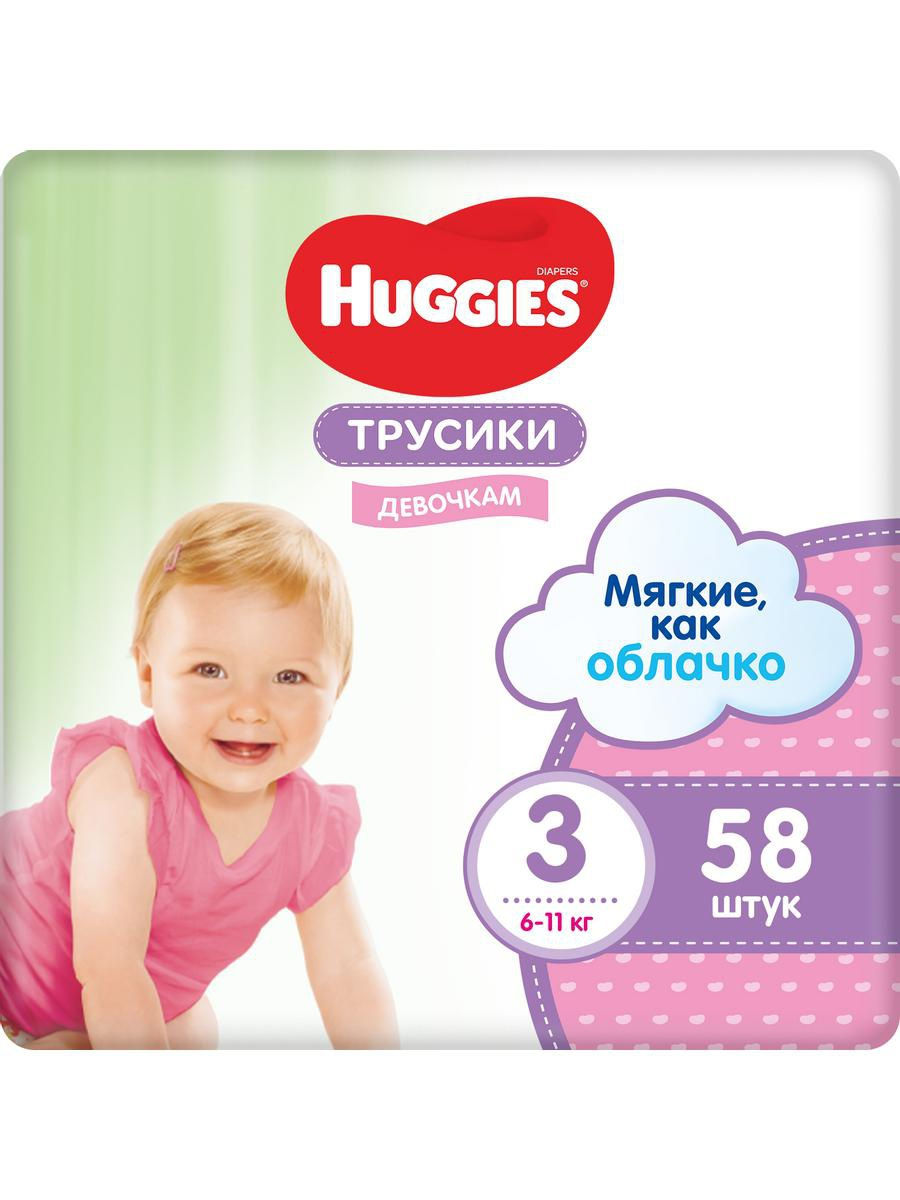 DIAPERS
HUGGIES®
ТРУСИКИ
ДЕВОЧКАМ
Мягкие,
как
облачко
3
6-11 кг
58
штук